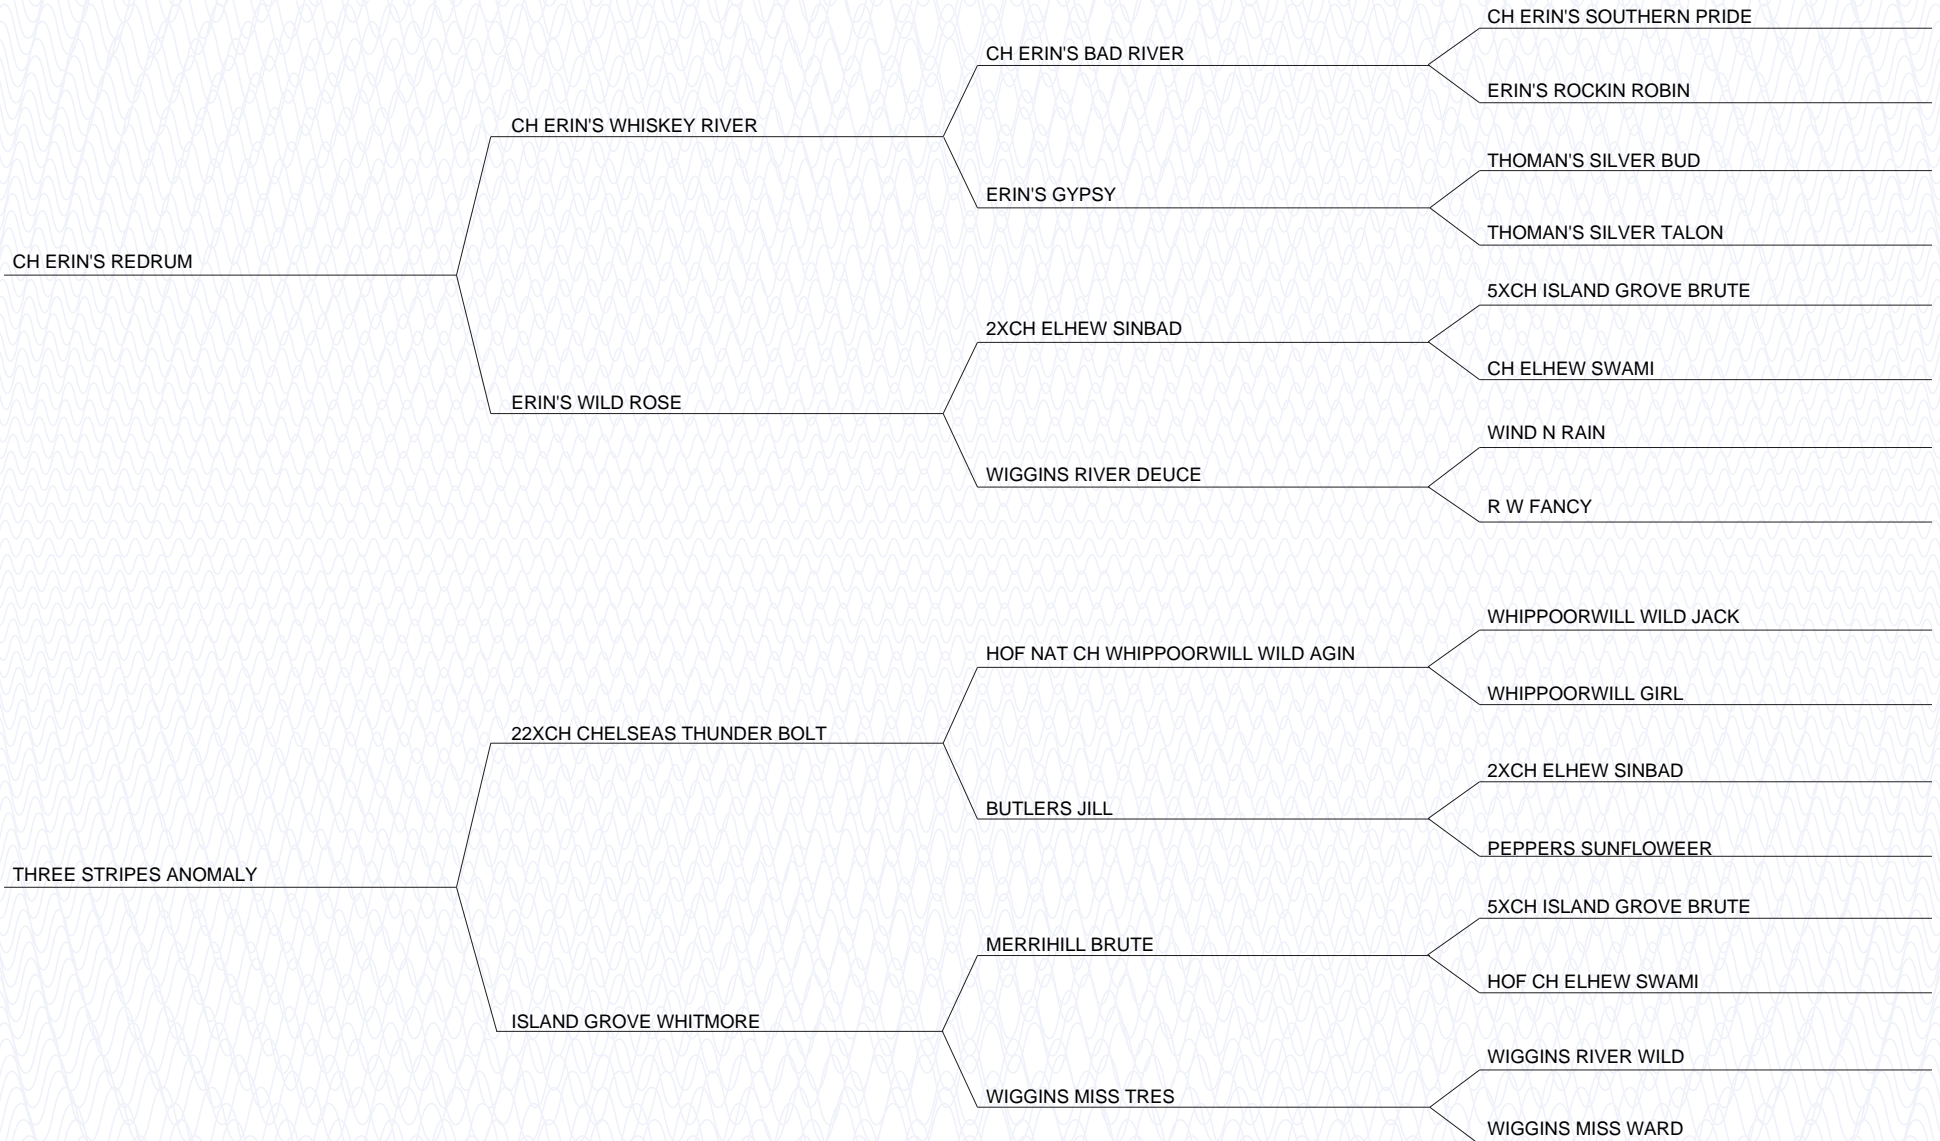 CH ERIN'S SOUTHERN PRIDE
CH ERIN'S BAD RIVER
ERIN'S ROCKIN ROBIN
CH ERIN'S WHISKEY RIVER
THOMAN'S SILVER BUD
ERIN'S GYPSY
THOMAN'S SILVER TALON
CH ERIN'S REDRUM
5XCH ISLAND GROVE BRUTE
2XCH ELHEW SINBAD
CH ELHEW SWAMI
ERIN'S WILD ROSE
WIND N RAIN
WIGGINS RIVER DEUCE
R W FANCY
WHIPPOORWILL WILD JACK
HOF NAT CH WHIPPOORWILL WILD AGIN
WHIPPOORWILL GIRL
22XCH CHELSEAS THUNDER BOLT
2XCH ELHEW SINBAD
BUTLERS JILL
PEPPERS SUNFLOWEER
THREE STRIPES ANOMALY
5XCH ISLAND GROVE BRUTE
MERRIHILL BRUTE
HOF CH ELHEW SWAMI
ISLAND GROVE WHITMORE
WIGGINS RIVER WILD
WIGGINS MISS TRES
WIGGINS MISS WARD